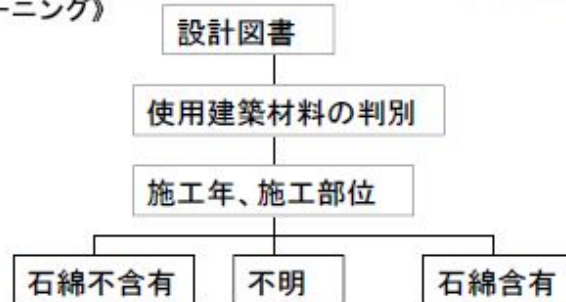 ーニング》
設計図書
使用建築材料の判別
施工年、施工部位
石綿不含有
不明
石綿含有